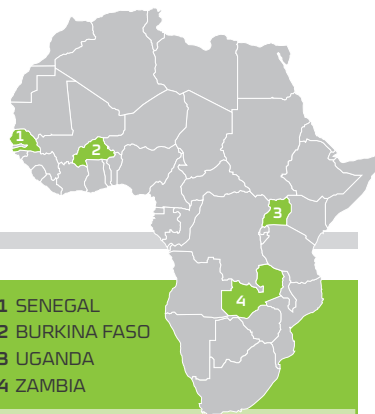 1
2
3
4
1 SENEGAL
2 BURKINA FASO
3 UGANDA
4 ZAMBIA